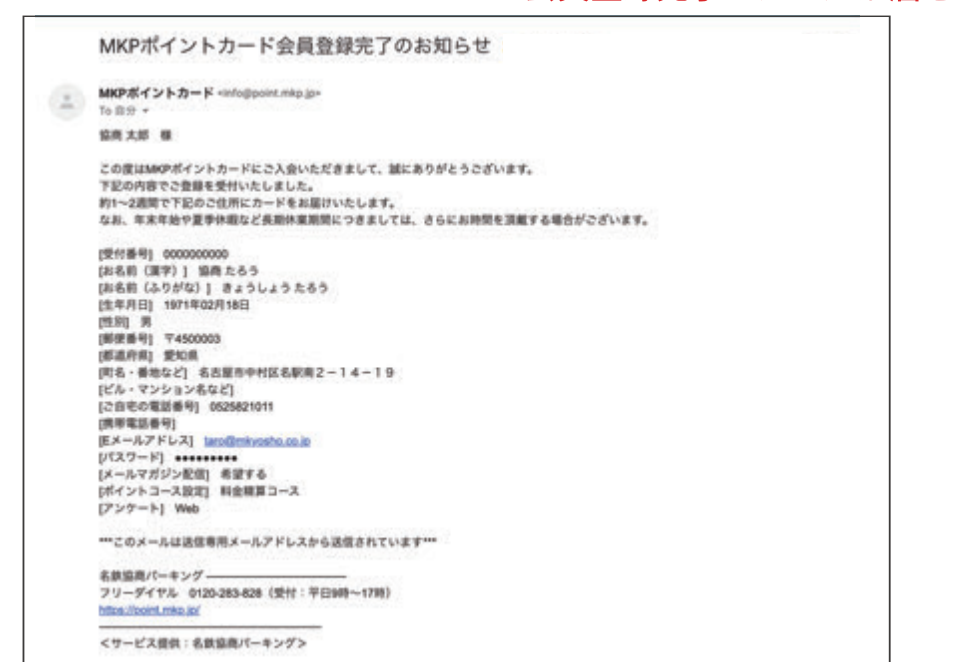 MKPポイントカード会員登録完了のお知らせ
MKPポイントカード <info@point.mkp.jp>
To 自分
協商 太郎 様
この度はMKPポイントカードにご入会いただきまして、誠にありがとうございます。
下記の内容でご登録を受付いたしました。
約1~2週間で下記のご住所にカードをお届けいたします。
なお、年末年始や夏季休暇など長期休業期間につきましては、さらにお時間を頂戴する場合がございます。
[受付番号] 0000000000
[お名前(漢字)] 協商 たろう
[お名前(ふりがな)] きょうしょう たろう
[生年月日] 1971年02月18日
[性別] 男
[郵便番号] 〒4500003
[都道府県] 愛知県
[町名・番地など] 名古屋市中村区名駅南2-14-19
[ビル・マンション名など]
[ご自宅の電話番号] 0525821011
[携帯電話番号]
[Eメールアドレス] taro@mkyosho.co.jp
[パスワード] ●●●●●●●●●
[メールマガジン配信] 希望する
[ポイントコース設定] 料金精算コース
[アンケート] Web
***このメールは送信専用メールアドレスから送信されています***
名鉄協商パーキング
フリーダイヤル 0120-283-828(受付:平日9時~17時)
https://point.mkp.jp/
<サービス提供:名鉄協商パーキング>